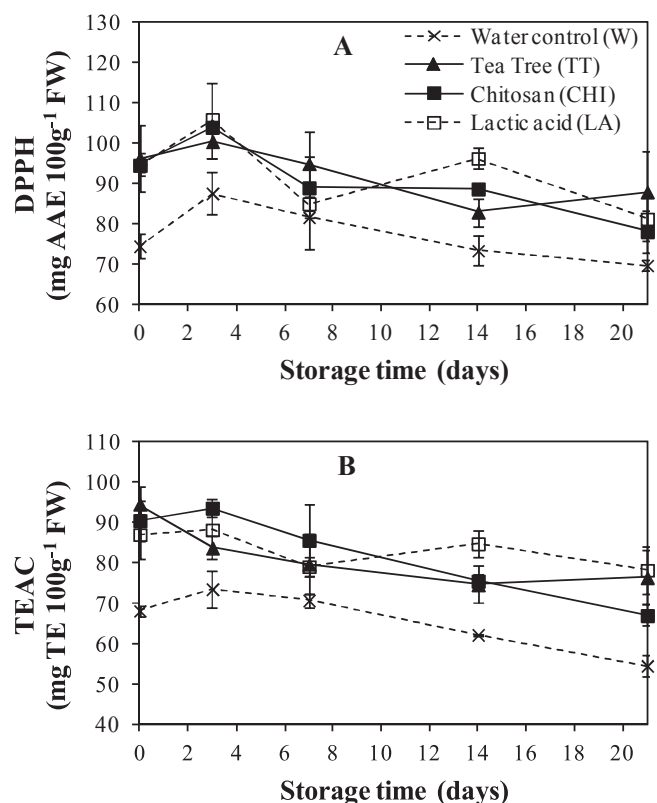 A
Water control (W)
Tea Tree (TT)
Chitosan (CHI)
Lactic acid (LA)
DPPH
(mg AAE 100g-1 FW)
130
120
110
100
90
80
70
60
0 2 4 6 8 10 12 14 16 18 20
Storage time (days)
B
TEAC
(mg TE 100g-1 FW)
110
100
90
80
70
60
50
40
0 2 4 6 8 10 12 14 16 18 20
Storage time (days)